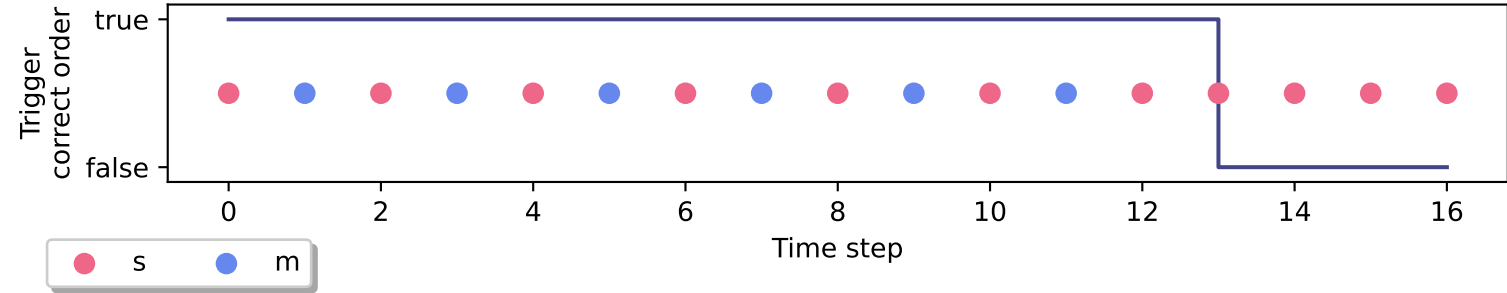 Trigger
correct order
true
false
0 2 4 6 8 10 12 14 16
Time step
s m